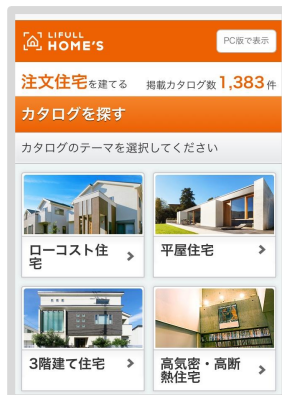 LIFULL
HOME'S
PC版で表示
注文住宅を建てる 掲載カタログ数1,383件
カタログを探す
カタログのテーマを選択してください
ローコスト住
宅
平屋住宅
3階建て住宅
高気密・高断
熱住宅